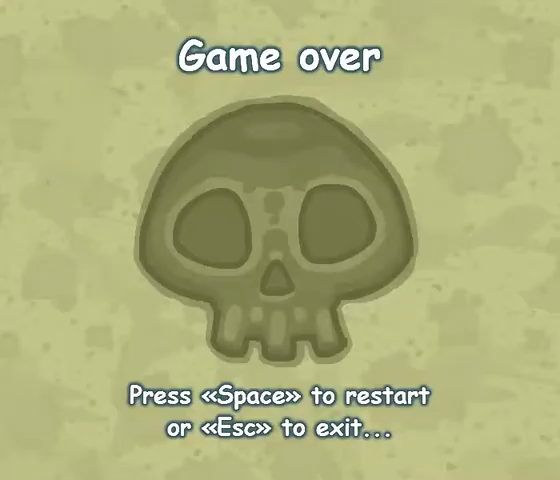 Game over
Press «Space» to restart
or «Esc» to exit...